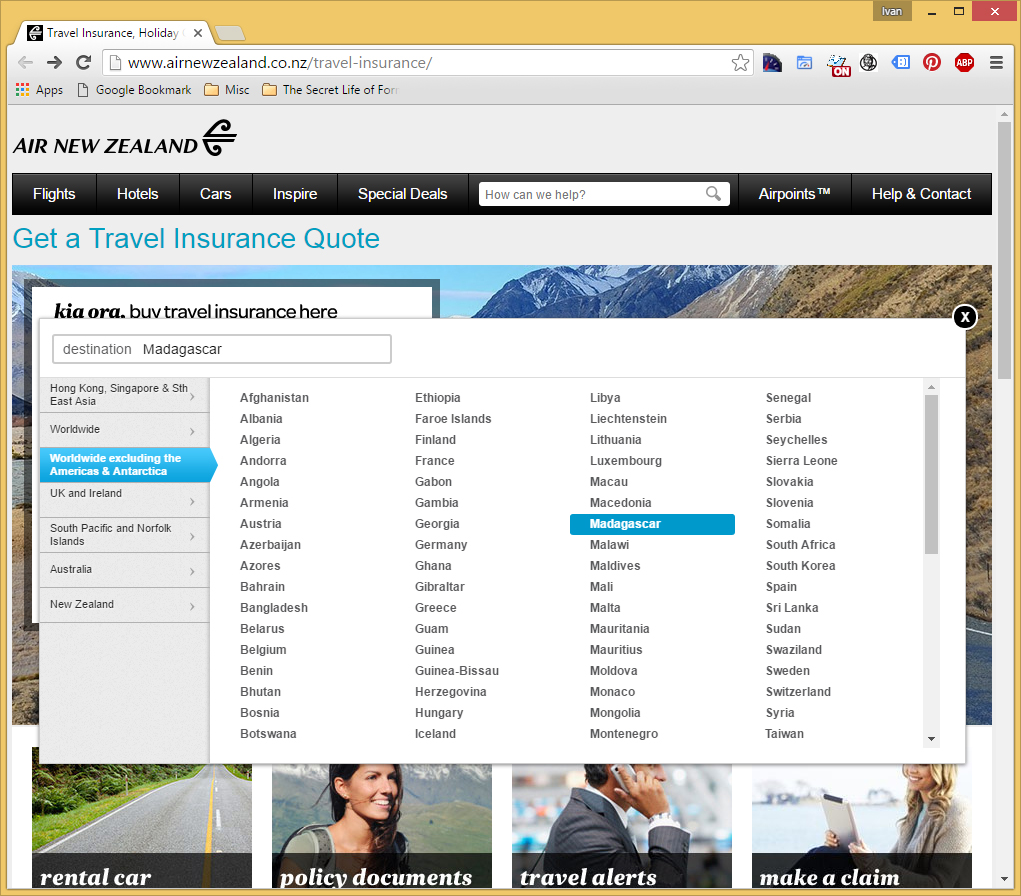 Ivan
Travel Insurance, Holiday
www.airnewzealand.co.nz/travel-insurance/
ON
ABP
Apps
Google Bookmark
Misc
The Secret Life of For
AIR NEW ZEALAND
Flights
Hotels
Cars
Inspire
Special Deals
How can we help?
Airpoints™
Help & Contact
Get a Travel Insurance Quote
kia ora, buy travel insurance here
X
destination Madagascar
Hong Kong, Singapore & Sth
East Asia
Worldwide
Worldwide excluding the
Americas & Antarctica
UK and Ireland
South Pacific and Norfolk
Islands
Australia
New Zealand
Afghanistan
Albania
Algeria
Andorra
Angola
Armenia
Austria
Azerbaijan
Azores
Bahrain
Bangladesh
Belarus
Belgium
Benin
Bhutan
Bosnia
Botswana
Ethiopia
Faroe Islands
Finland
France
Gabon
Gambia
Georgia
Germany
Ghana
Gibraltar
Greece
Guam
Guinea
Guinea-Bissau
Herzegovina
Hungary
Iceland
Libya
Liechtenstein
Lithuania
Luxembourg
Macau
Macedonia
Madagascar
Malawi
Maldives
Mali
Malta
Mauritania
Mauritius
Moldova
Monaco
Mongolia
Montenegro
Senegal
Serbia
Seychelles
Sierra Leone
Slovakia
Slovenia
Somalia
South Africa
South Korea
Spain
Sri Lanka
Sudan
Swaziland
Sweden
Switzerland
Syria
Taiwan
rental car
policy documents
travel alerts
make a claim